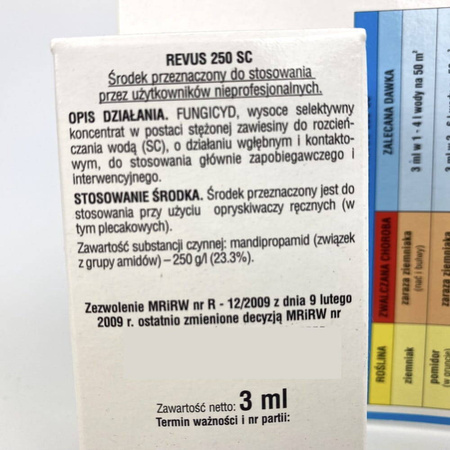 REVUS 250 SC
Środek przeznaczony do stosowania
przez użytkowników nieprofesjonalnych.
OPIS DZIAŁANIA. FUNGICYD, wysoce selektywny
koncentrat w postaci stężonej zawiesiny do rozcień-
czania wodą (SC), o działaniu wgłębnym i kontakto-
wym, do stosowania głównie zapobiegawczego i
interwencyjnego.
STOSOWANIE ŚRODKA. Środek przeznaczony jest do
stosowania przy użyciu opryskiwaczy ręcznych (w
tym plecakowych).
Zawartość substancji czynnej: mandipropamid (związek
z grupy amidów) – 250 g/l (23.3%).
Zezwolenie MRiRW nr R - 12/2009 z dnia 9 lutego
2009 r. ostatnio zmienione decyzją MRiRW nr
Zawartość netto: 3 ml
Termin ważności i nr partii:
ROŚLINA
ZWALCZANA CHOROBA
ZALECANA DAWKA
ziemniak
zaraza ziemniaka
(nać i bulwy)
3 ml w 1 - 4 l wody na 50 m²
pomidor
(w gruncie)
zaraza ziemniaka